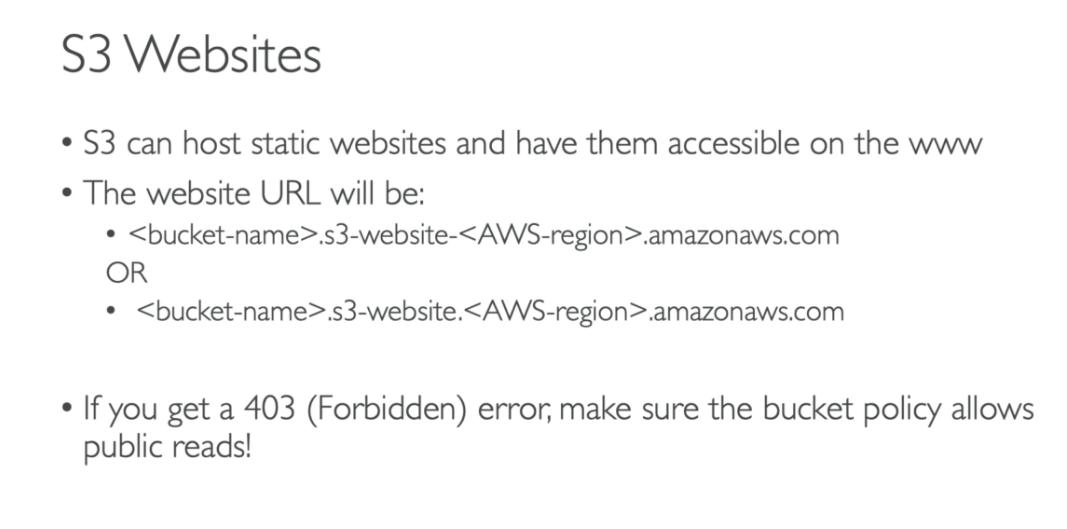 S3 Websites
• S3 can host static websites and have them accessible on the www
• The website URL will be:
• <bucket-name>.s3-website-<AWS-region>.amazonaws.com
OR
• <bucket-name>.s3-website.<AWS-region>.amazonaws.com
• If you get a 403 (Forbidden) error, make sure the bucket policy allows
public reads!